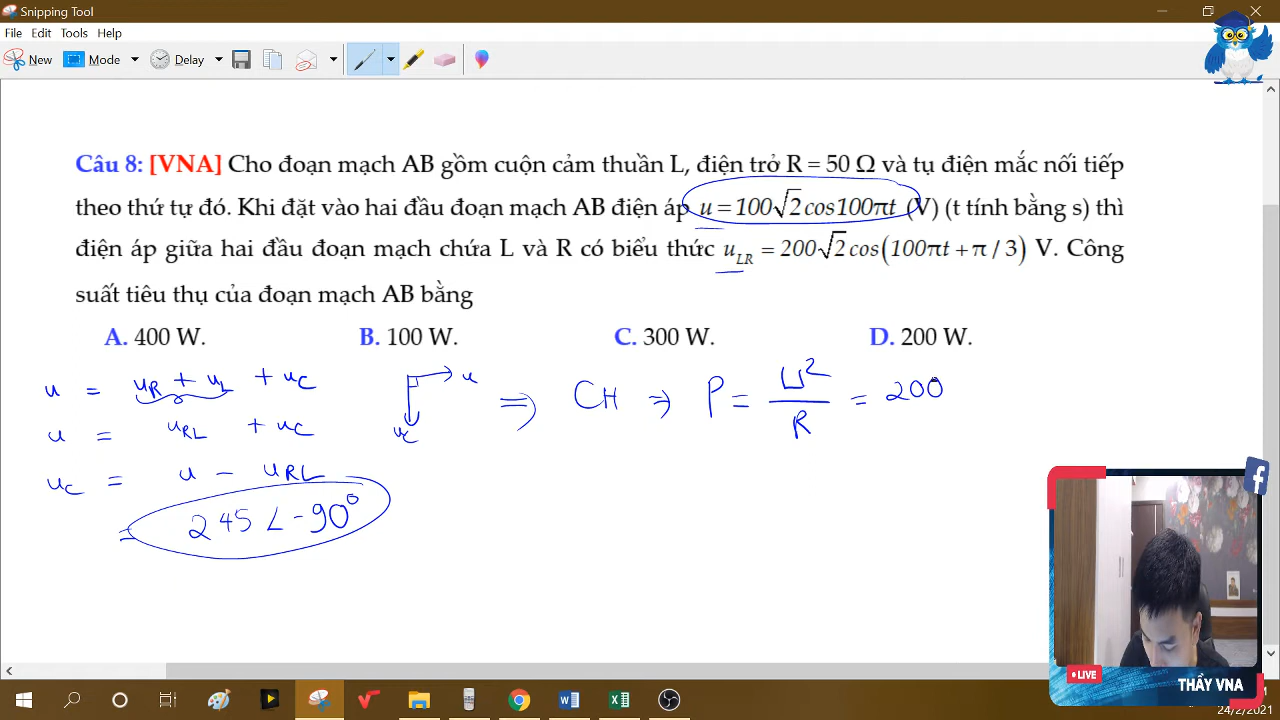 Snipping Tool
File Edit Tools Help
New Mode Delay
Câu 8: [VNA] Cho đoạn mạch AB gồm cuộn cảm thuần L, điện trở R = 50 Ω và tụ điện mắc nối tiếp
theo thứ tự đó. Khi đặt vào hai đầu đoạn mạch AB điện áp u = 100√2cos100πt (V) (t tính bằng s) thì
điện áp giữa hai đầu đoạn mạch chứa L và R có biểu thức u_LR = 200√2cos(100πt + π / 3) V. Công
suất tiêu thụ của đoạn mạch AB bằng
A. 400 W. B. 100 W. C. 300 W. D. 200 W.
u = u_R + u_L + u_C
u
u_C
⇒ CH ⇒ P = U²/R = 200
u = u_RL + u_C
u_C = u - u_RL
= 245∠-90°
LIVE
THẦY VNA
24/2/2021